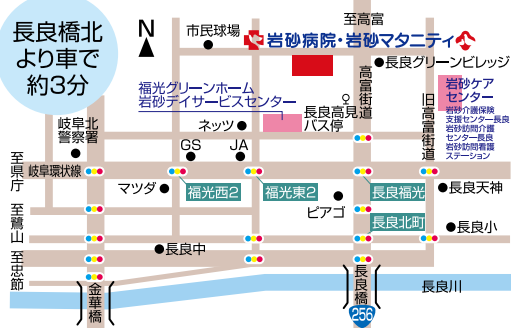 長良橋北
より車で
約3分
N
市民球場
至高富
岩砂病院・岩砂マタニティ
長良グリーンビレッジ
福光グリーンホーム
岩砂デイサービスセンター
高富街道
長良高見
バス停
旧高富街道
岩砂ケア
センター
岩砂介護保険
支援センター長良
岩砂訪問介護
センター長良
岩砂訪問看護
ステーション
岐阜北
警察署
ネッツ
GS
JA
至県庁
岐阜環状線
マツダ
福光西2
福光東2
長良福光
長良天神
至鷺山
ピアゴ
長良北町
長良小
長良中
至忠節
金華橋
長良橋
長良川
256